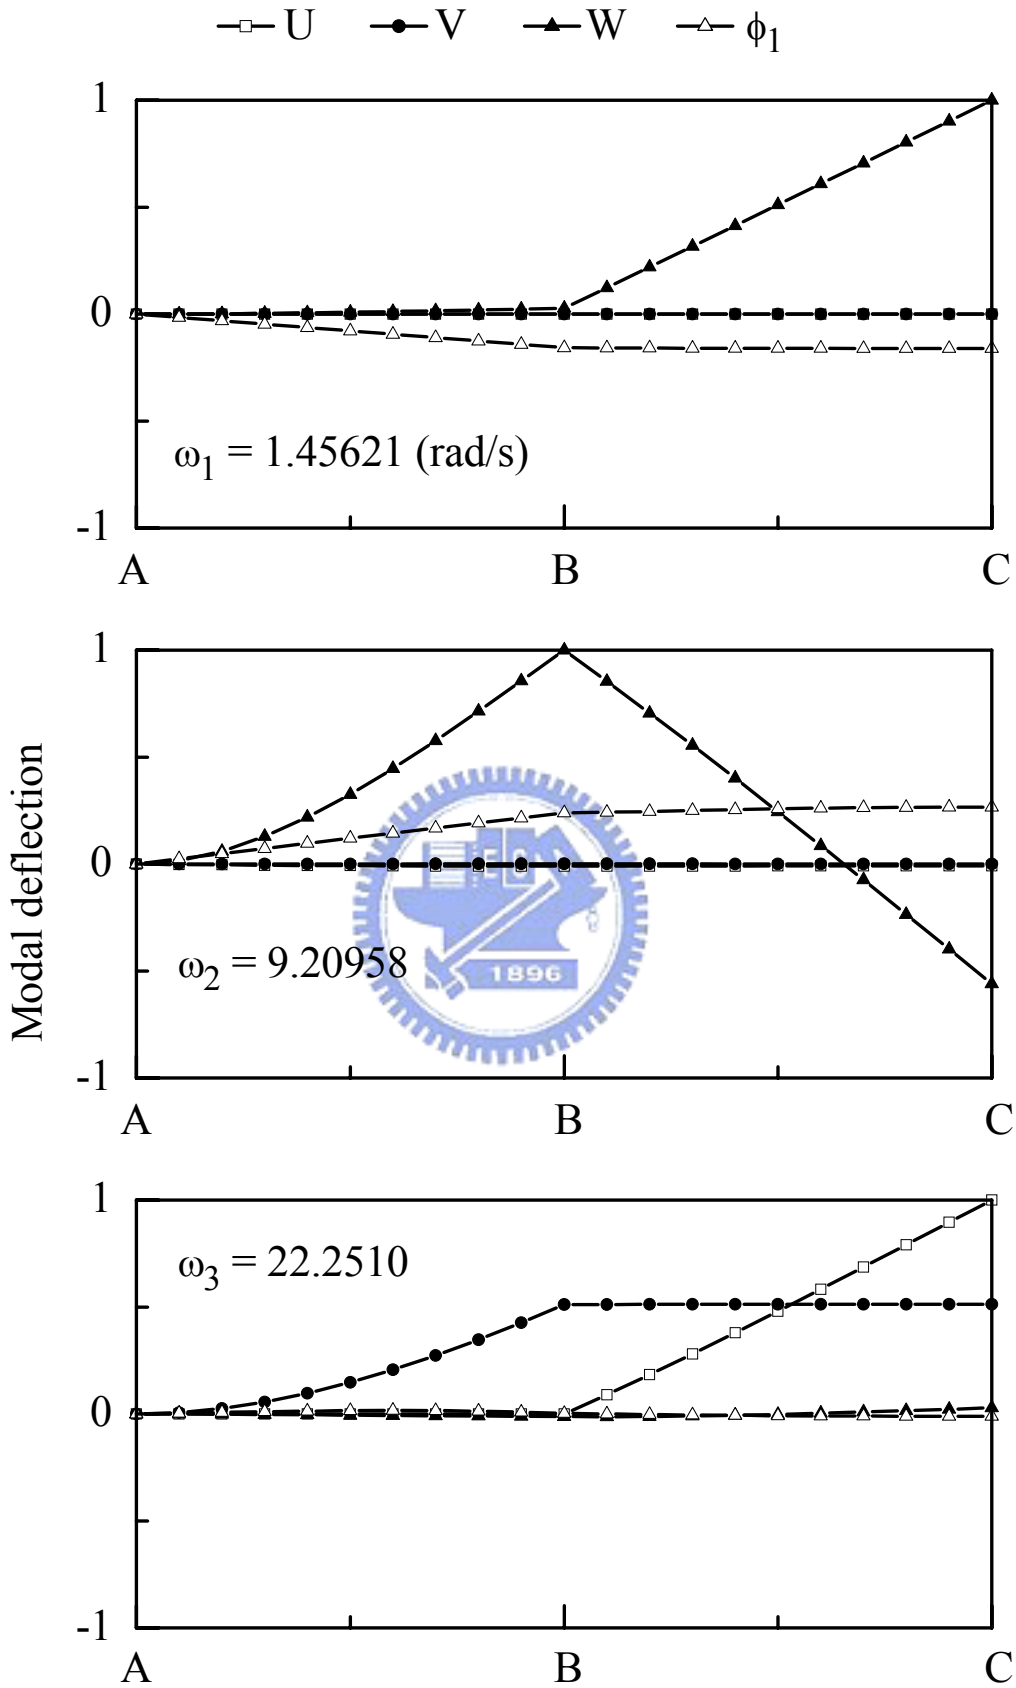 U V W ϕ₁
1
0
-1
ω₁ = 1.45621 (rad/s)
A B C
Modal deflection
1
0
-1
ω₂ = 9.20958
1896
A B C
1
0
-1
ω₃ = 22.2510
A B C